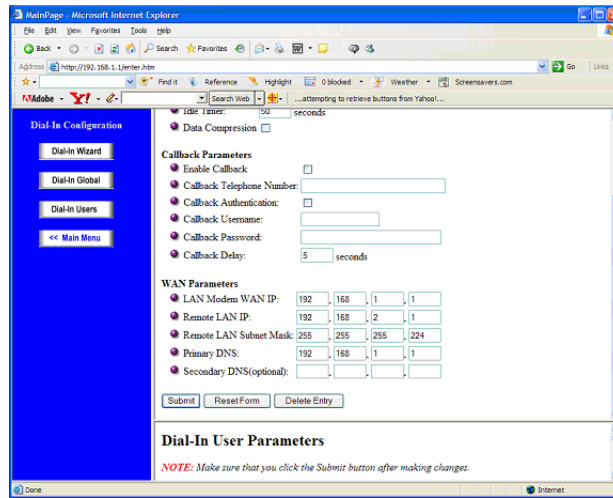 MainPage - Microsoft Internet Explorer
File Edit View Favorites Tools Help
Back Search Favorites
Address http://192.168.1.1/enter.htm Go Links
Find it Reference Highlight 0 blocked Weather Screensavers.com
Adobe Y! Search Web ...attempting to retrieve buttons from Yahoo!...
Dial-In Configuration
Dial-In Wizard
Dial-In Global
Dial-In Users
<< Main Menu
Idle Timer: 50 seconds
Data Compression
Callback Parameters
Enable Callback
Callback Telephone Number:
Callback Authentication:
Callback Username:
Callback Password:
Callback Delay: 5 seconds
WAN Parameters
LAN Modem WAN IP: 192 . 168 . 1 . 1
Remote LAN IP: 192 . 168 . 2 . 1
Remote LAN Subnet Mask: 255 . 255 . 255 . 224
Primary DNS: 192 . 168 . 1 . 1
Secondary DNS(optional): . . .
Submit Reset Form Delete Entry
Dial-In User Parameters
NOTE: Make sure that you click the Submit button after making changes.
Done Internet